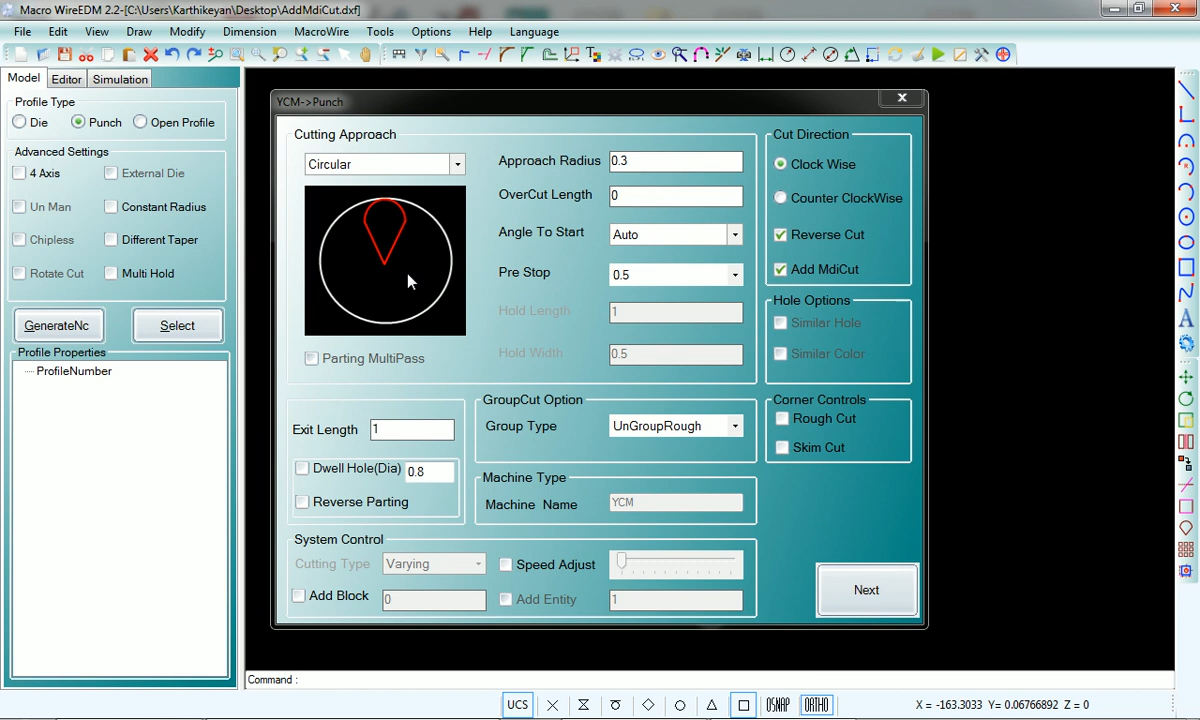 Macro WireEDM 2.2-[C:\Users\Karthikeyan\Desktop\AddMdiCut.dxf]
File Edit View Draw Modify Dimension MacroWire Tools Options Help Language
Model Editor Simulation
Profile Type
Die Punch Open Profile
Advanced Settings
4 Axis External Die
Un Man Constant Radius
Chipless Different Taper
Rotate Cut Multi Hold
GenerateNc Select
Profile Properties
ProfileNumber
YCM->Punch
Cutting Approach
Circular
Parting MultiPass
Approach Radius 0.3
OverCut Length 0
Angle To Start Auto
Pre Stop 0.5
Hold Length 1
Hold Width 0.5
Cut Direction
Clock Wise
Counter ClockWise
Reverse Cut
Add MdiCut
Hole Options
Similar Hole
Similar Color
Exit Length 1
Dwell Hole(Dia) 0.8
Reverse Parting
GroupCut Option
Group Type UnGroupRough
Corner Controls
Rough Cut
Skim Cut
Machine Type
Machine Name YCM
System Control
Cutting Type Varying Speed Adjust
Add Block 0 Add Entity 1
Next
Command :
UCS OSNAP ORTHO X = -163.3033 Y= 0.06766892 Z = 0